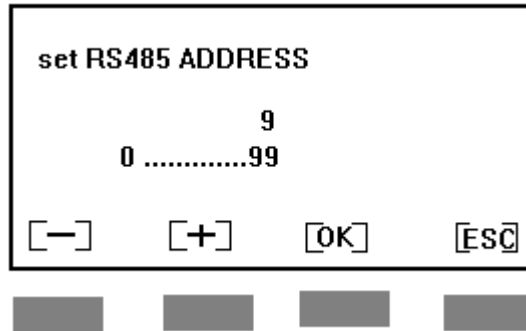 set RS485 ADDRESS
9
0 .............99
[—] [+] [OK] [ESC]